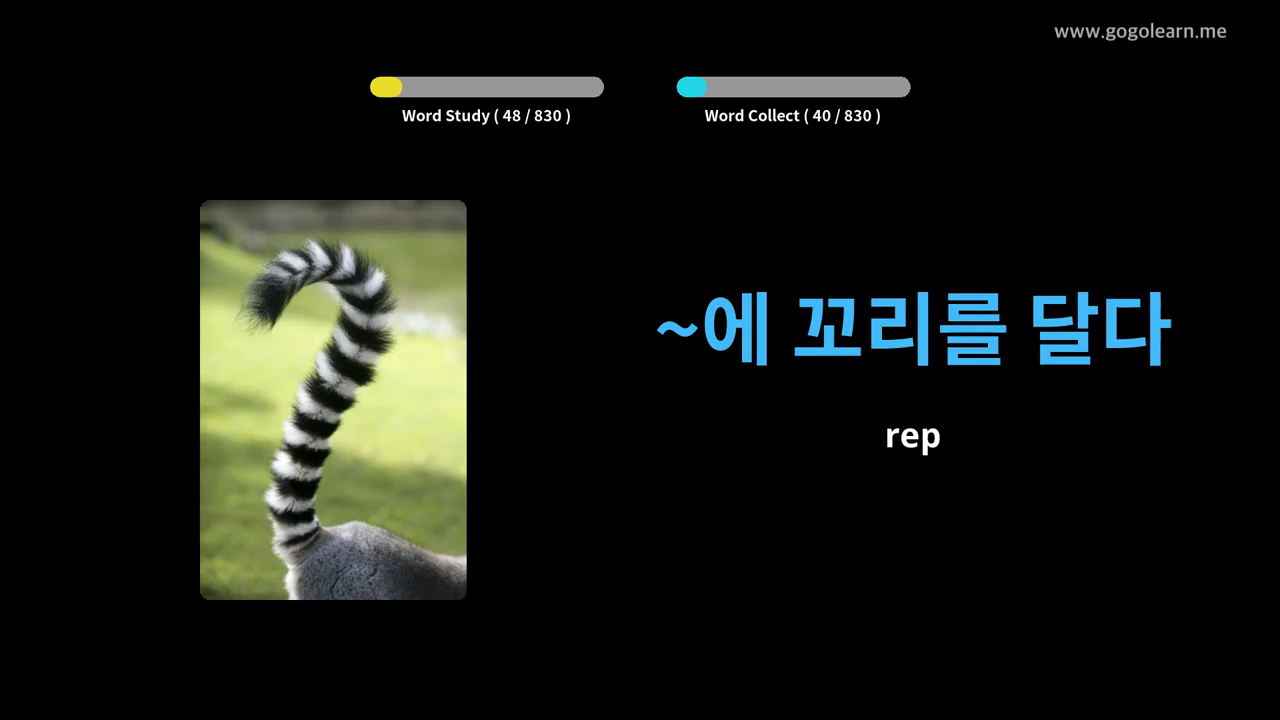 www.gogolearn.me
Word Study ( 48 / 830 )
Word Collect ( 40 / 830 )
~에 꼬리를 달다
rep